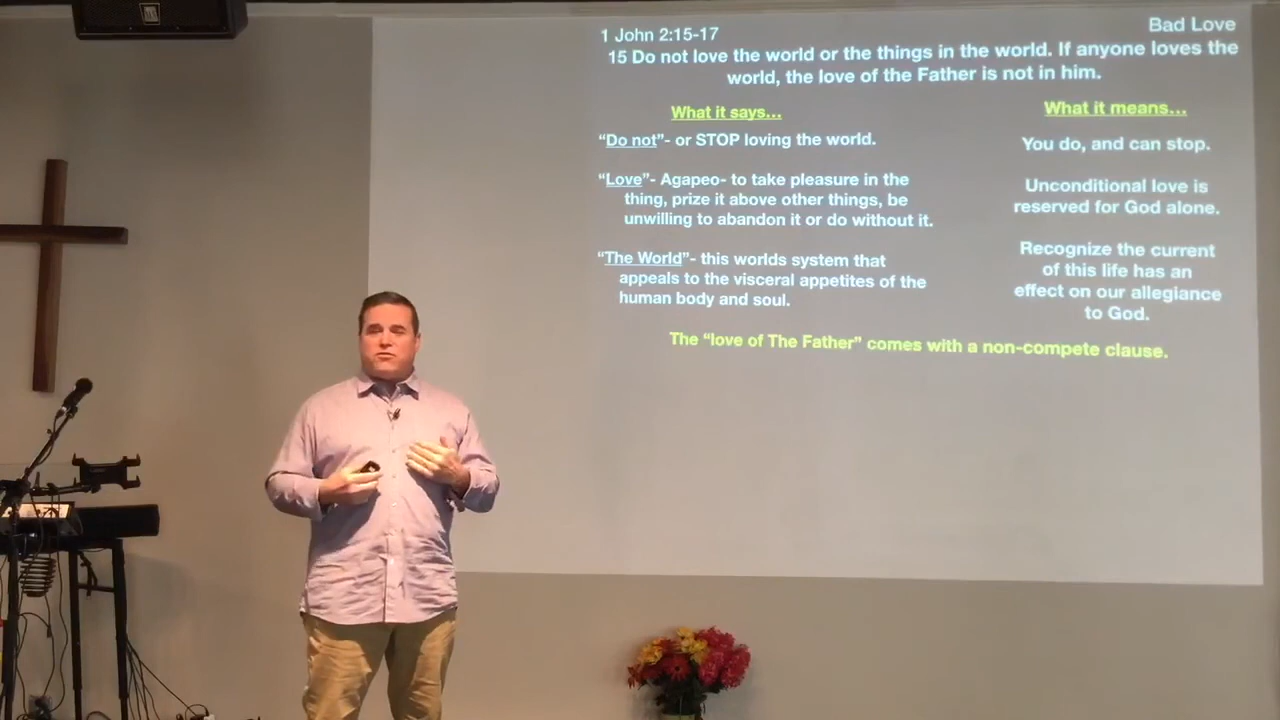 1 John 2:15-17
Bad Love
15 Do not love the world or the things in the world. If anyone loves the
world, the love of the Father is not in him.
What it says...
What it means...
“Do not”- or STOP loving the world.
You do, and can stop.
“Love”- Agapeo- to take pleasure in the
thing, prize it above other things, be
unwilling to abandon it or do without it.
Unconditional love is
reserved for God alone.
“The World”- this worlds system that
appeals to the visceral appetites of the
human body and soul.
Recognize the current
of this life has an
effect on our allegiance
to God.
The “love of The Father” comes with a non-compete clause.